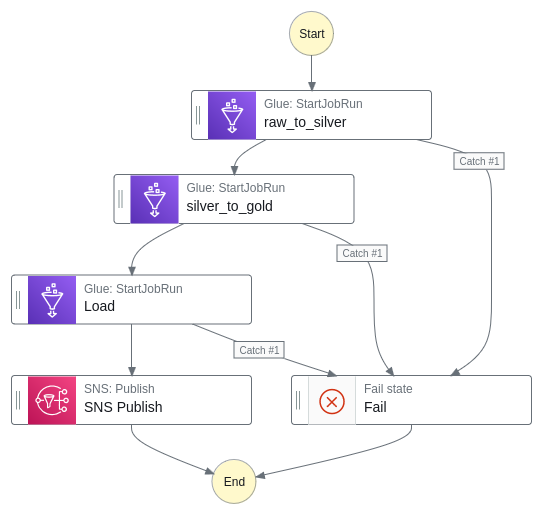 Start
Glue: StartJobRun
raw_to_silver
Catch #1
Glue: StartJobRun
silver_to_gold
Catch #1
Glue: StartJobRun
Load
Catch #1
SNS: Publish
SNS Publish
Fail state
Fail
End